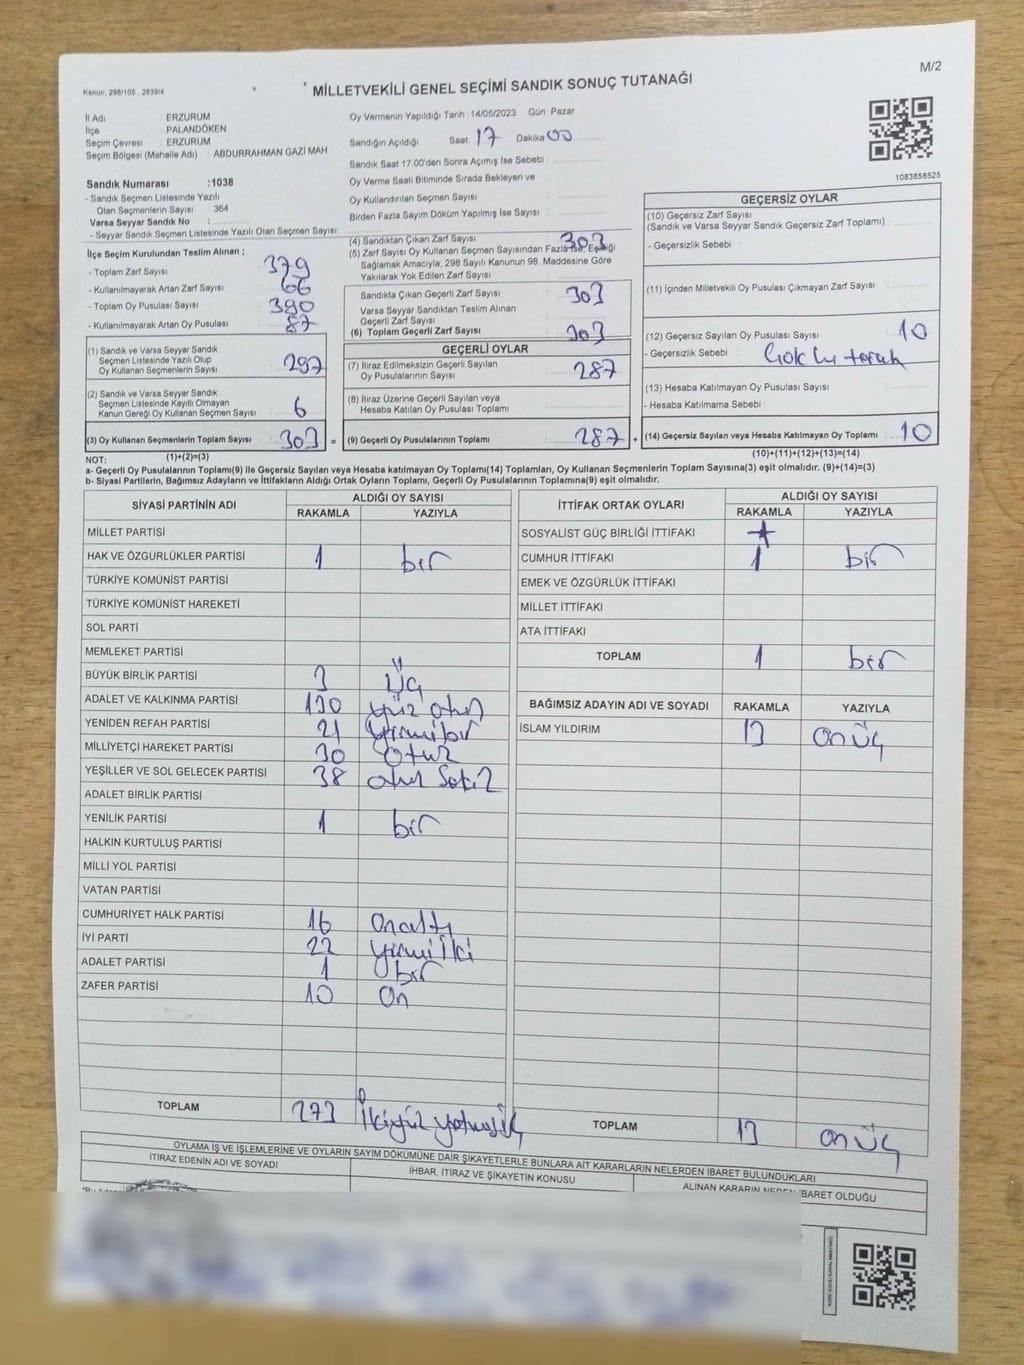 M/2
Kanun, 298/105 , 2839/4
MİLLETVEKİLİ GENEL SEÇİMİ SANDIK SONUÇ TUTANAĞI
İl Adı ERZURUM
İlçe PALANDÖKEN
Seçim Çevresi ERZURUM
Seçim Bölgesi (Mahalle Adı) : ABDURRAHMAN GAZİ MAH
Sandık Numarası :1038
- Sandık Seçmen Listesinde Yazılı
Olan Seçmenlerin Sayısı : 364
Varsa Seyyar Sandık No :
- Seyyar Sandık Seçmen Listesinde Yazılı Olan Seçmen Sayısı:
Oy Vermenin Yapıldığı Tarih :14/05/2023 Gün: Pazar
Sandığın Açıldığı Saat 17 Dakika 00
Sandık Saat 17:00'den Sonra Açımış İse Sebebi :
Oy Verme Saati Bitiminde Sırada Bekleyen ve
Oy Kullandırılan Seçmen Sayısı :
Birden Fazla Sayım Döküm Yapılmış İse Sayısı :
1083858525
İlçe Seçim Kurulundan Teslim Alınan ;
- Toplam Zarf Sayısı 379
- Kullanılmayarak Artan Zarf Sayısı 66
- Toplam Oy Pusulası Sayısı 390
- Kullanılmayarak Artan Oy Pusulası 87
(1) Sandık ve Varsa Seyyar Sandık
Seçmen Listesinde Yazılı Olup
Oy Kullanan Seçmenlerin Sayısı 297
(2) Sandık ve Varsa Seyyar Sandık
Seçmen Listesinde Kayıtlı Olmayan
Kanun Gereği Oy Kullanan Seçmen Sayısı 6
(3) Oy Kullanan Seçmenlerin Toplam Sayısı 303 =
(4) Sandıktan Çıkan Zarf Sayısı 303
(5) Zarf Sayısı Oy Kullanan Seçmen Sayısından Fazla İse, Eşitliği
Sağlamak Amacıyla, 298 Sayılı Kanunun 98. Maddesine Göre
Yakılarak Yok Edilen Zarf Sayısı
Sandıkta Çıkan Geçerli Zarf Sayısı 303
Varsa Seyyar Sandıktan Teslim Alınan
Geçerli Zarf Sayısı
(6) Toplam Geçerli Zarf Sayısı 303
GEÇERLİ OYLAR
(7) İtiraz Edilmeksizin Geçerli Sayılan
Oy Pusulalarının Sayısı 287
(8) İtiraz Üzerine Geçerli Sayılan veya
Hesaba Katılan Oy Pusulası Toplamı
(9) Geçerli Oy Pusulalarının Toplamı 287 +
GEÇERSİZ OYLAR
(10) Geçersiz Zarf Sayısı
(Sandık ve Varsa Seyyar Sandık Geçersiz Zarf Toplamı)
- Geçersizlik Sebebi :
(11) İçinden Milletvekili Oy Pusulası Çıkmayan Zarf Sayısı
(12) Geçersiz Sayılan Oy Pusulası Sayısı 10
- Geçersizlik Sebebi :
(13) Hesaba Katılmayan Oy Pusulası Sayısı
- Hesaba Katılmama Sebebi :
(14) Geçersiz Sayılan veya Hesaba Katılmayan Oy Toplamı 10
NOT: (1)+(2)=(3)
(10)+(11)+(12)+(13)=(14)
a- Geçerli Oy Pusulalarının Toplamı(9) ile Geçersiz Sayılan veya Hesaba katılmayan Oy Toplamı(14) Toplamları, Oy Kullanan Seçmenlerin Toplam Sayısına(3) eşit olmalıdır. (9)+(14)=(3)
b- Siyasi Partilerin, Bağımsız Adayların ve İttifakların Aldığı Ortak Oyların Toplamı, Geçerli Oy Pusulalarının Toplamına(9) eşit olmalıdır.
SİYASİ PARTİNİN ADI ALDIĞI OY SAYISI
RAKAMLA YAZIYLA
MİLLET PARTİSİ
HAK VE ÖZGÜRLÜKLER PARTİSİ 1 bir
TÜRKİYE KOMÜNİST PARTİSİ
TÜRKİYE KOMÜNİST HAREKETİ
SOL PARTİ
MEMLEKET PARTİSİ
BÜYÜK BİRLİK PARTİSİ 3 üç
ADALET VE KALKINMA PARTİSİ 130 yüz otuz
YENİDEN REFAH PARTİSİ 21 yirmibir
MİLLİYETÇİ HAREKET PARTİSİ 30 otuz
YEŞİLLER VE SOL GELECEK PARTİSİ 38 otuz sekiz
ADALET BİRLİK PARTİSİ
YENİLİK PARTİSİ 1 bir
HALKIN KURTULUŞ PARTİSİ
MİLLİ YOL PARTİSİ
VATAN PARTİSİ
CUMHURİYET HALK PARTİSİ 16 onaltı
İYİ PARTİ 22 yirmi iki
ADALET PARTİSİ 1 bir
ZAFER PARTİSİ 10 on
TOPLAM 273 ikiyüz yetmişüç
İTTİFAK ORTAK OYLARI ALDIĞI OY SAYISI
RAKAMLA YAZIYLA
SOSYALİST GÜÇ BİRLİĞİ İTTİFAKI
CUMHUR İTTİFAKI 1 bir
EMEK VE ÖZGÜRLÜK İTTİFAKI
MİLLET İTTİFAKI
ATA İTTİFAKI
TOPLAM 1 bir
BAĞIMSIZ ADAYIN ADI VE SOYADI RAKAMLA YAZIYLA
İSLAM YILDIRIM 13 onüç
TOPLAM 13 onüç
OYLAMA İŞ VE İŞLEMLERİNE VE OYLARIN SAYIM DÖKÜMÜNE DAİR ŞİKAYETLERLE BUNLARA AİT KARARLARIN NELERDEN İBARET BULUNDUKLARI
İTİRAZ EDENİN ADI VE SOYADI
İHBAR, İTİRAZ VE ŞİKAYETİN KONUSU
ALINAN KARARIN NEDEN İBARET OLDUĞU